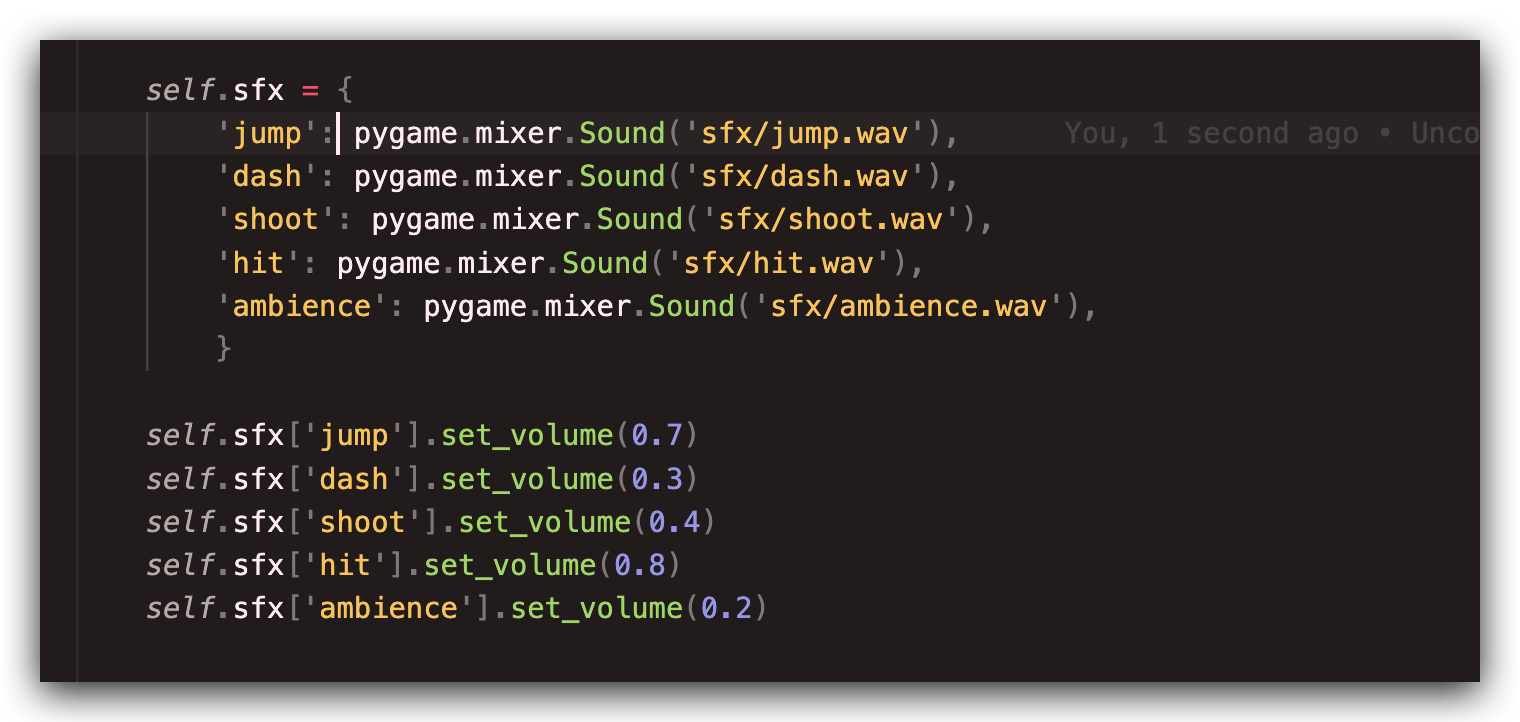 self.sfx = {
    'jump': pygame.mixer.Sound('sfx/jump.wav'),     You, 1 second ago • Unco
    'dash': pygame.mixer.Sound('sfx/dash.wav'),
    'shoot': pygame.mixer.Sound('sfx/shoot.wav'),
    'hit': pygame.mixer.Sound('sfx/hit.wav'),
    'ambience': pygame.mixer.Sound('sfx/ambience.wav'),
    }

self.sfx['jump'].set_volume(0.7)
self.sfx['dash'].set_volume(0.3)
self.sfx['shoot'].set_volume(0.4)
self.sfx['hit'].set_volume(0.8)
self.sfx['ambience'].set_volume(0.2)